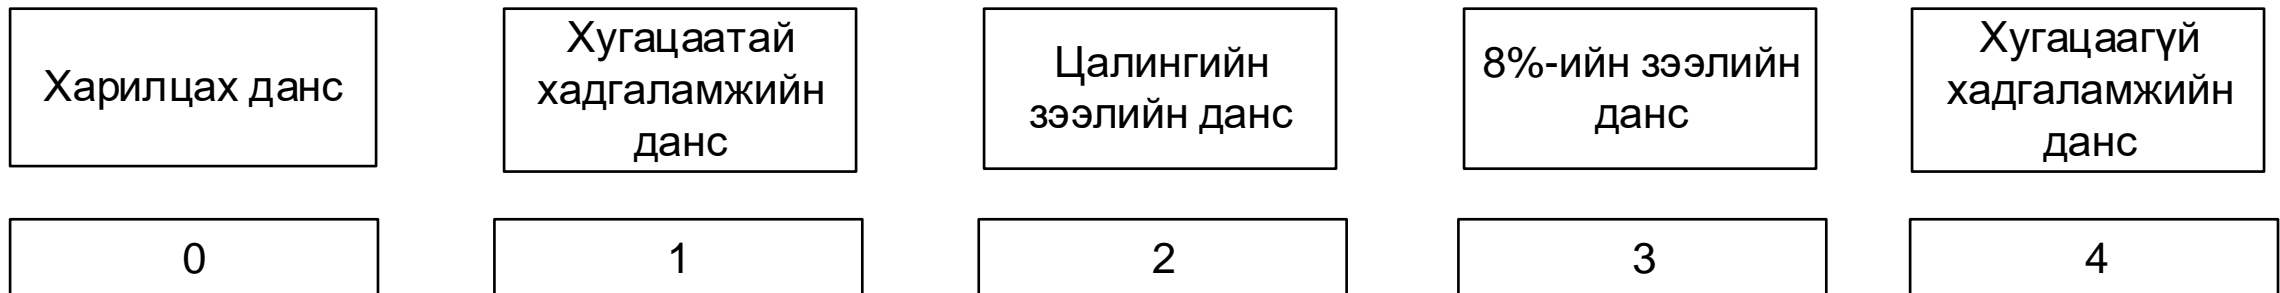 Харилцах данс
Хугацаатай
хадгаламжийн
данс
Цалингийн
зээлийн данс
8%-ийн зээлийн
данс
Хугацаагүй
хадгаламжийн
данс
0
1
2
3
4